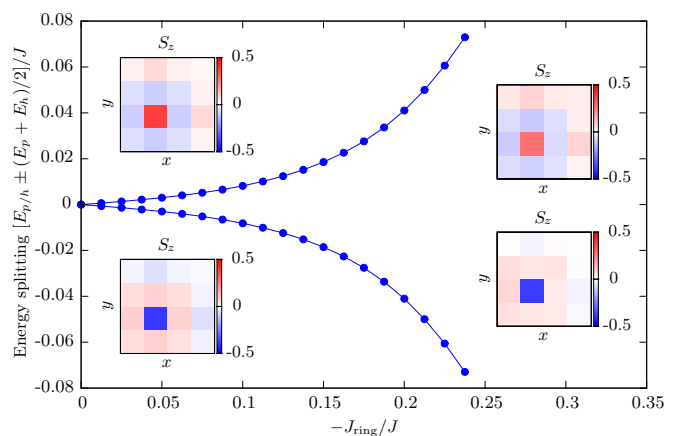 Energy splitting [E_{p/h} ± (E_p + E_h)/2]/J
0.08
0.06
0.04
0.02
0
-0.02
-0.04
-0.06
-0.08
0
0.05
0.1
0.15
0.2
0.25
0.3
0.35
−J_ring/J
S_z
y
x
0.5
0
-0.5
S_z
y
x
0.5
0
-0.5
S_z
y
x
0.5
0
-0.5
S_z
y
x
0.5
0
-0.5